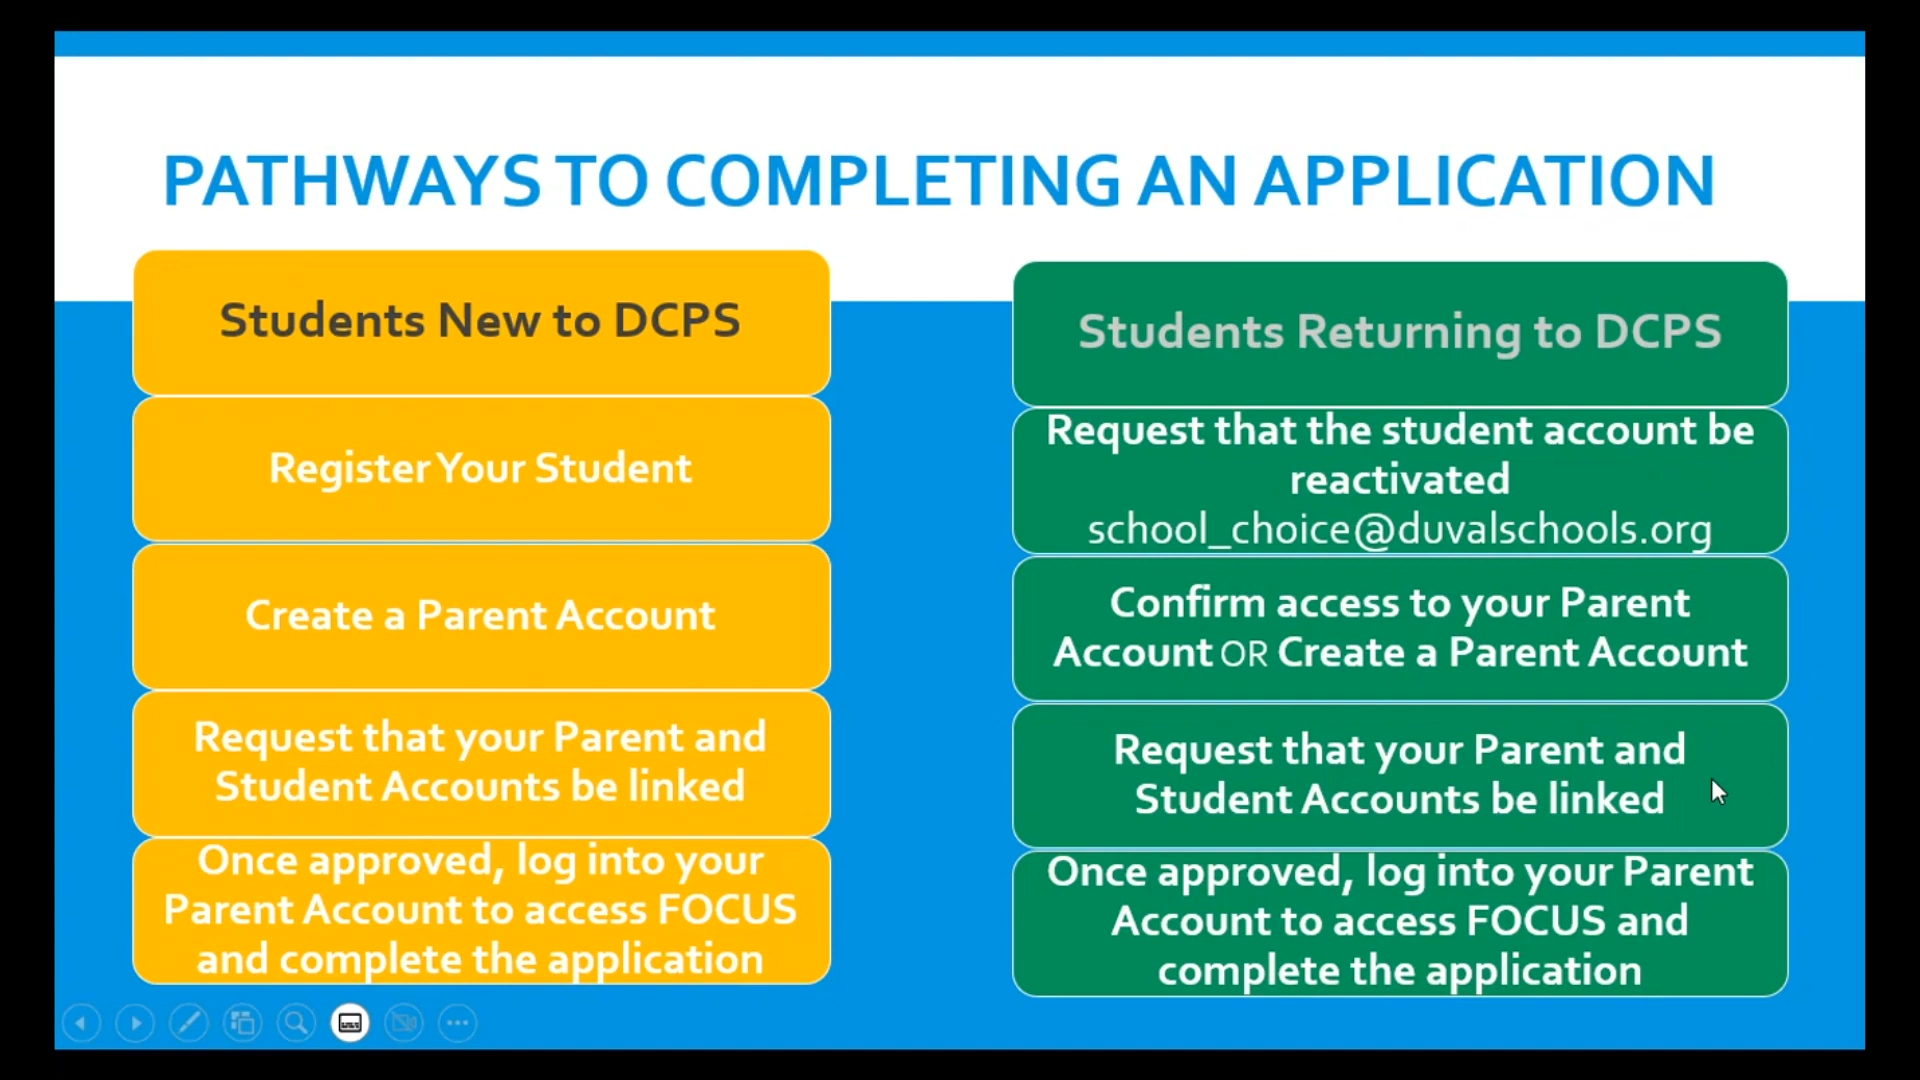 PATHWAYS TO COMPLETING AN APPLICATION
Students New to DCPS
Register Your Student
Create a Parent Account
Request that your Parent and
Student Accounts be linked
Once approved, log into your
Parent Account to access FOCUS
and complete the application
Students Returning to DCPS
Request that the student account be
reactivated
school_choice@duvalschools.org
Confirm access to your Parent
Account OR Create a Parent Account
Request that your Parent and
Student Accounts be linked
Once approved, log into your Parent
Account to access FOCUS and
complete the application